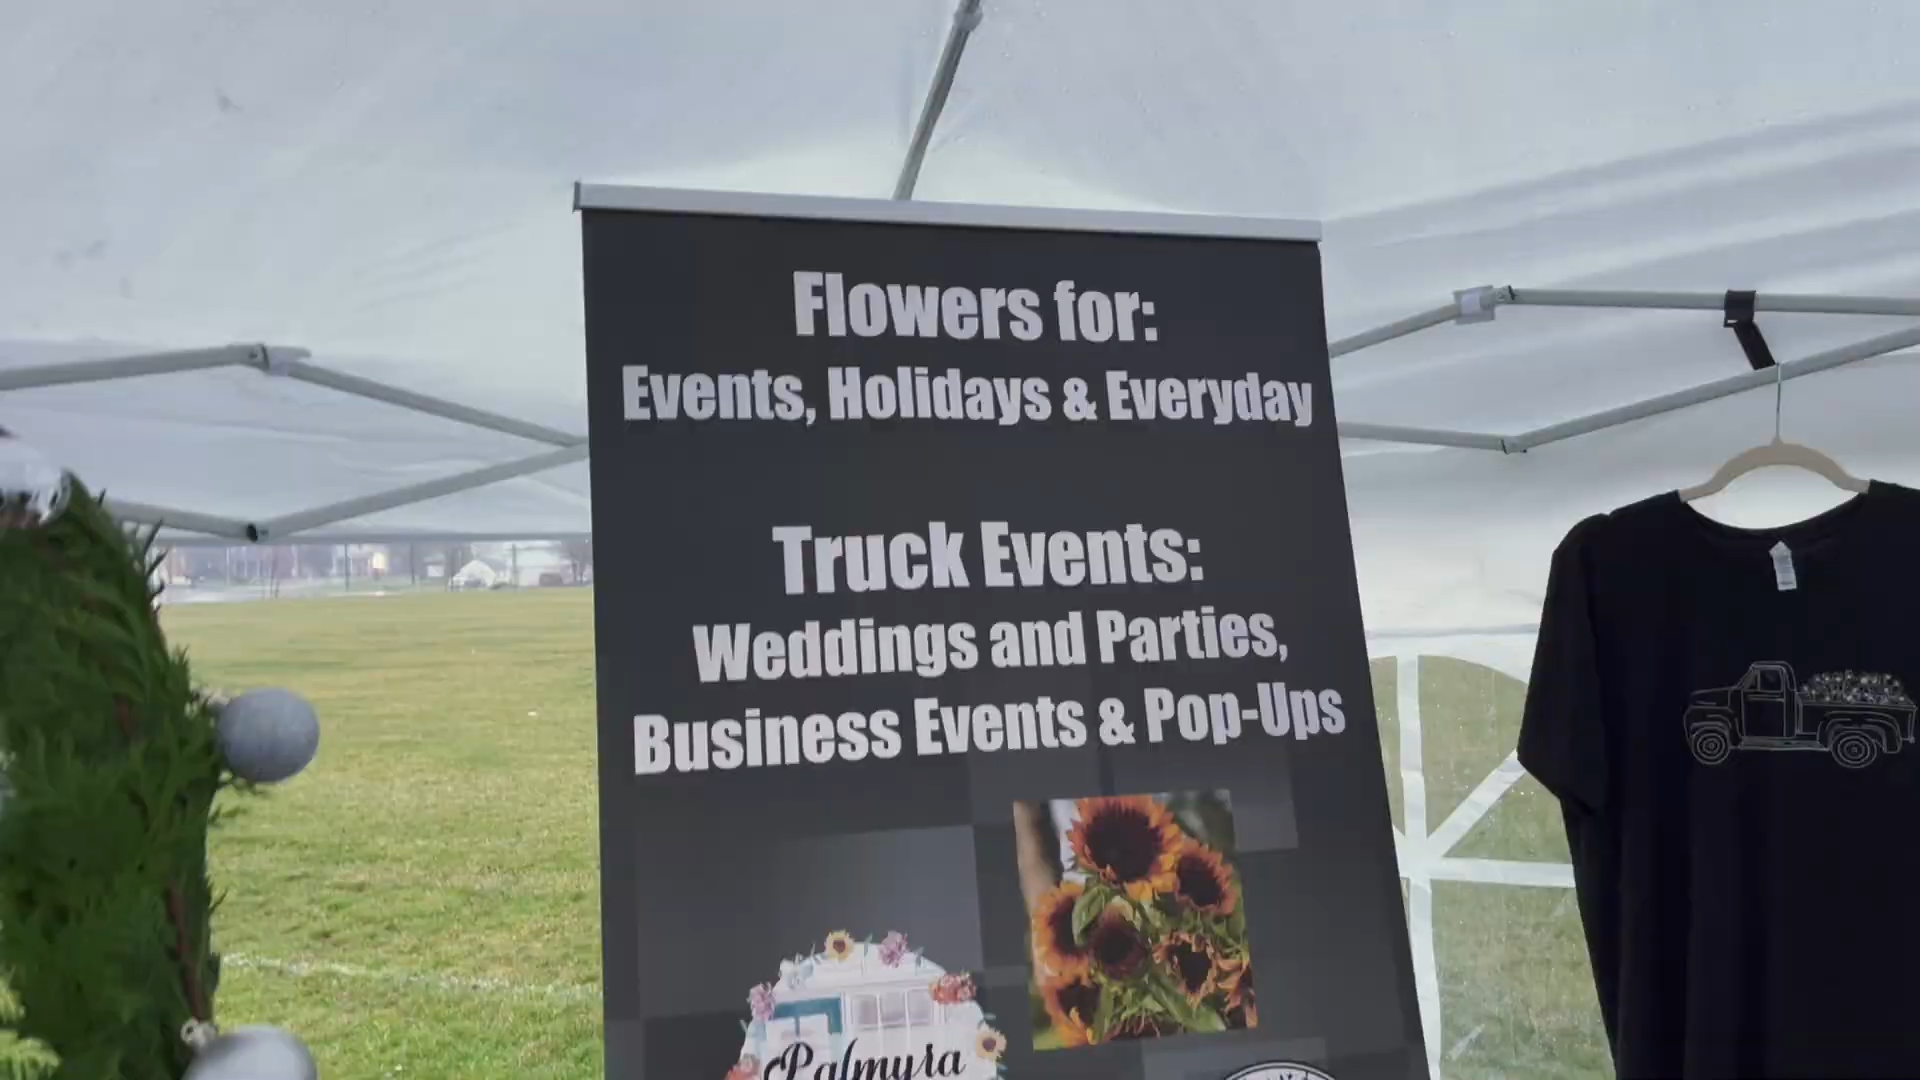 Flowers for:
Events, Holidays & Everyday
Truck Events:
Weddings and Parties,
Business Events & Pop-Ups
Palmyra